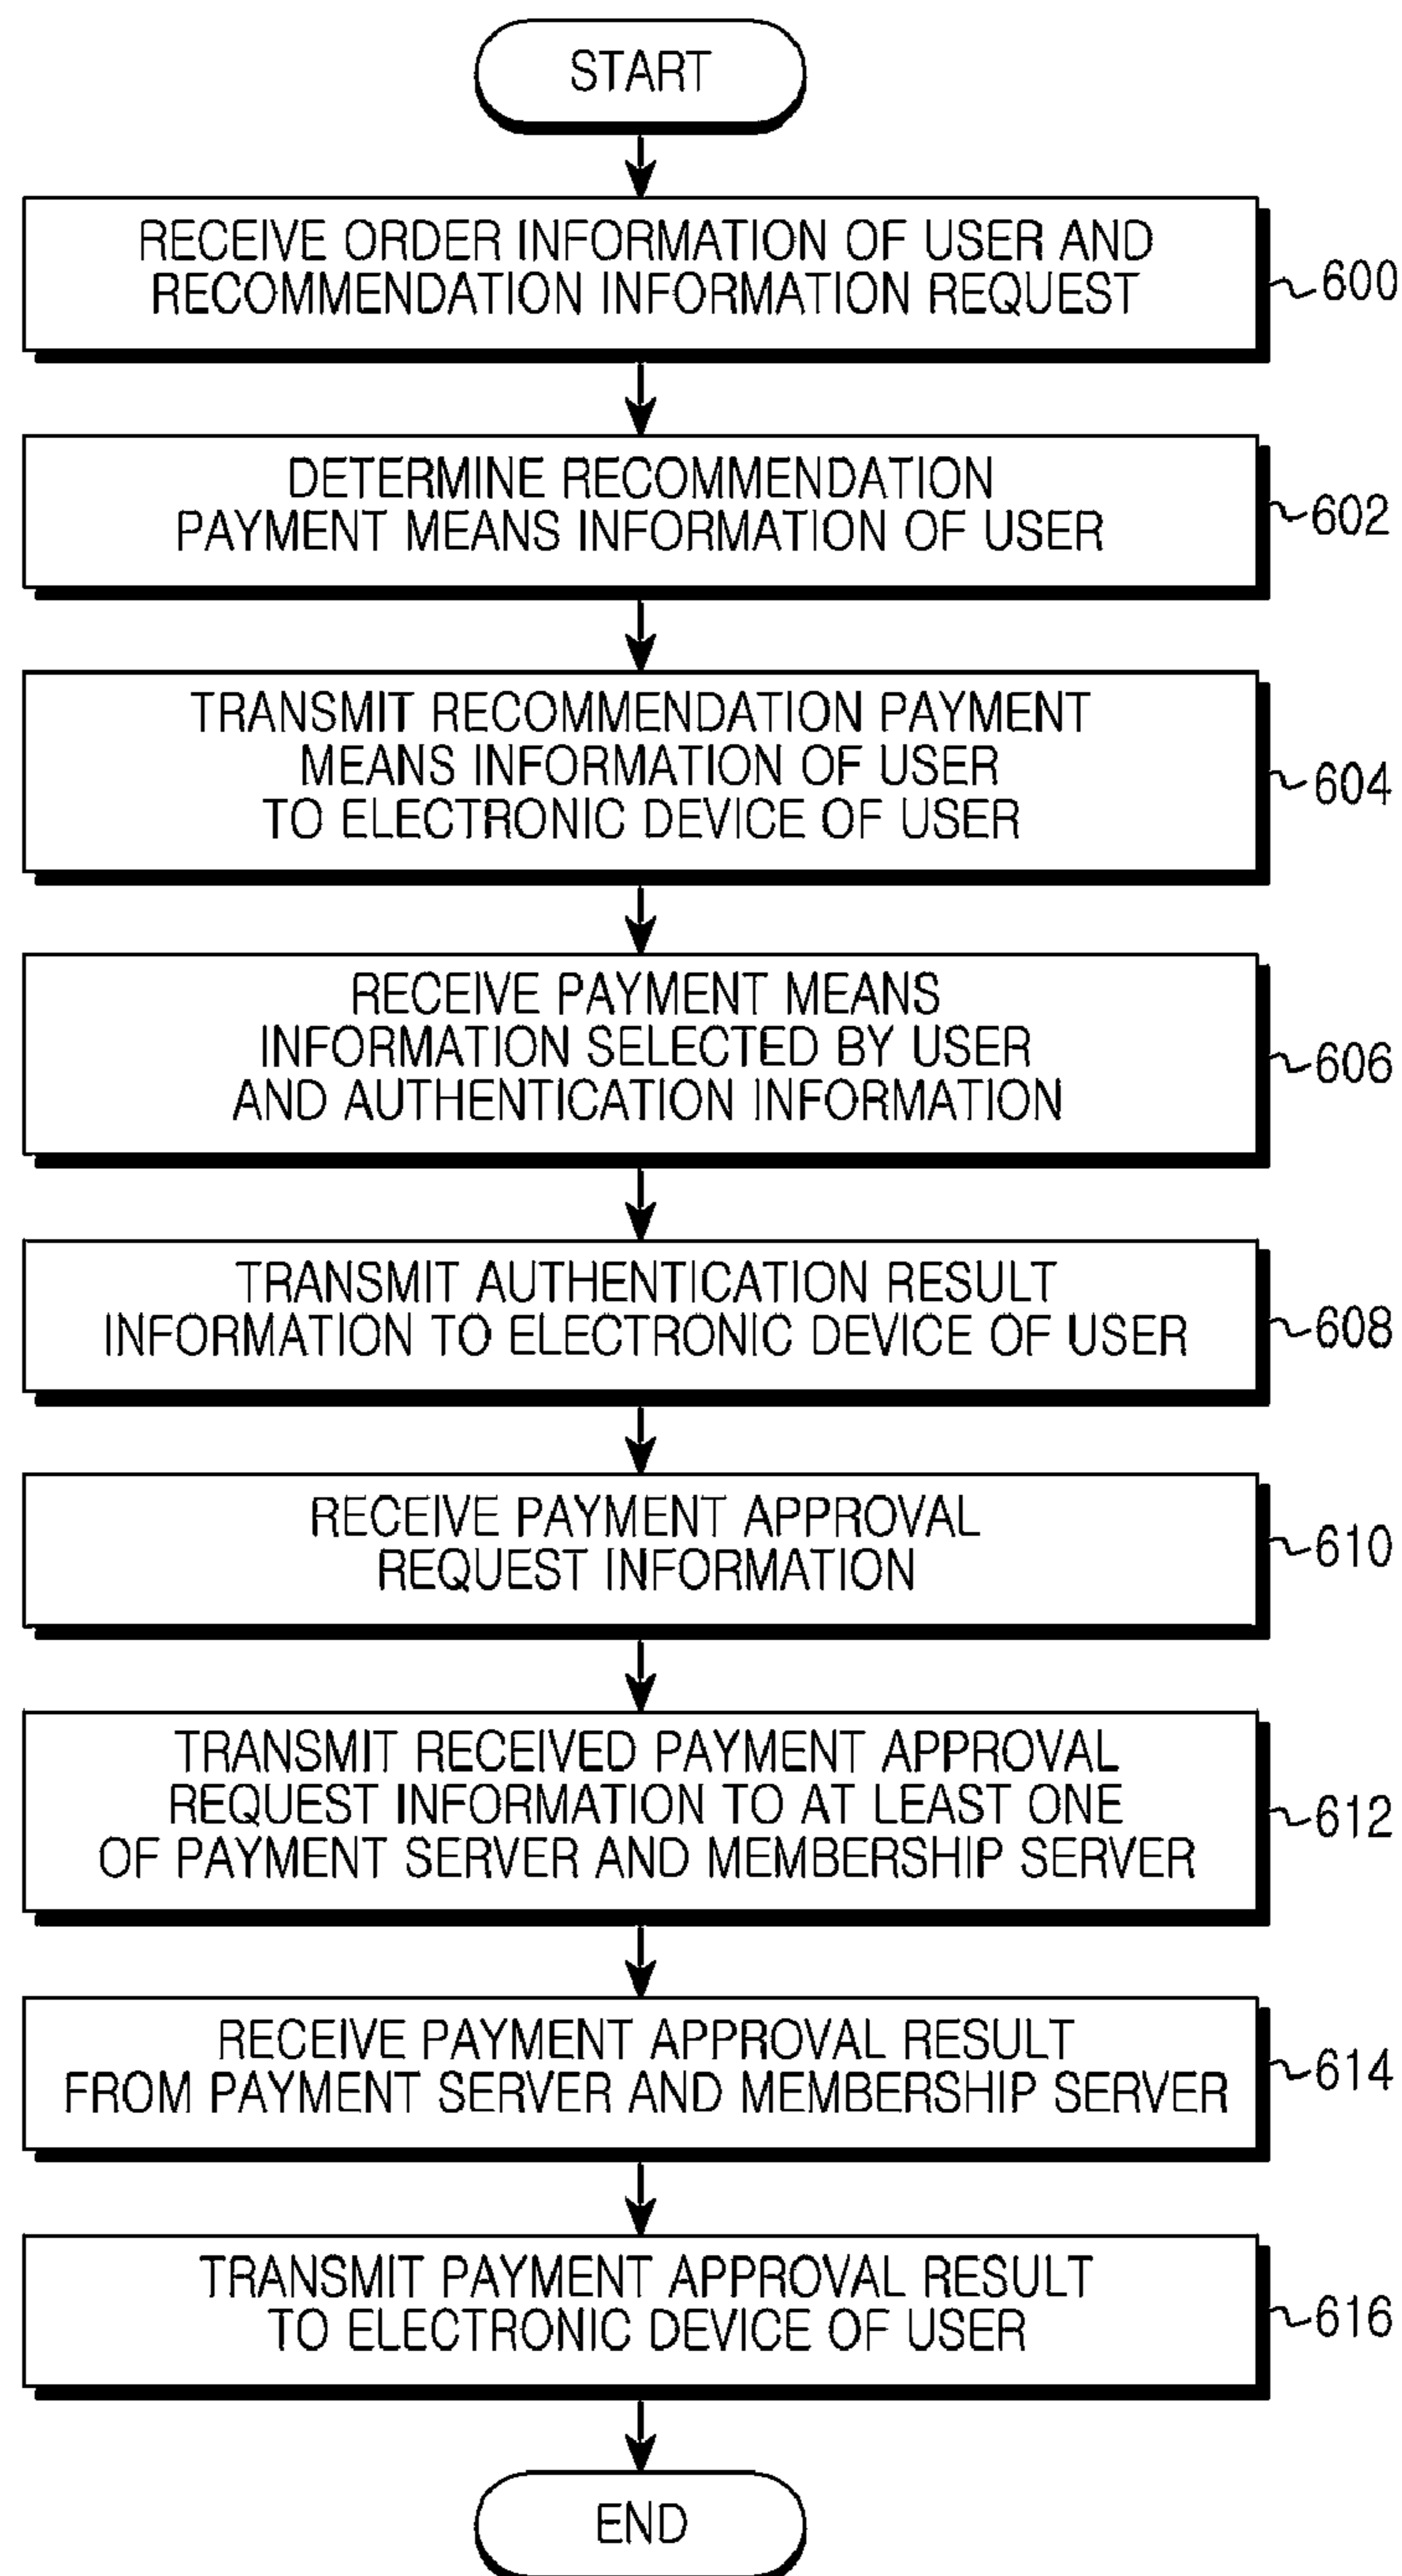 START
RECEIVE ORDER INFORMATION OF USER AND
RECOMMENDATION INFORMATION REQUEST
600
DETERMINE RECOMMENDATION
PAYMENT MEANS INFORMATION OF USER
602
TRANSMIT RECOMMENDATION PAYMENT
MEANS INFORMATION OF USER
TO ELECTRONIC DEVICE OF USER
604
RECEIVE PAYMENT MEANS
INFORMATION SELECTED BY USER
AND AUTHENTICATION INFORMATION
606
TRANSMIT AUTHENTICATION RESULT
INFORMATION TO ELECTRONIC DEVICE OF USER
608
RECEIVE PAYMENT APPROVAL
REQUEST INFORMATION
610
TRANSMIT RECEIVED PAYMENT APPROVAL
REQUEST INFORMATION TO AT LEAST ONE
OF PAYMENT SERVER AND MEMBERSHIP SERVER
612
RECEIVE PAYMENT APPROVAL RESULT
FROM PAYMENT SERVER AND MEMBERSHIP SERVER
614
TRANSMIT PAYMENT APPROVAL RESULT
TO ELECTRONIC DEVICE OF USER
616
END